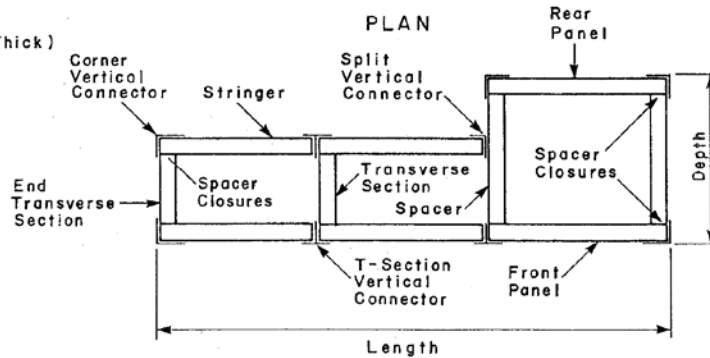 PLAN
Thick)
Rear
Panel
Corner
Vertical
Connector
Stringer
Split
Vertical
Connector
End
Transverse
Section
Spacer
Closures
Transverse
Section
Spacer
Spacer
Closures
Depth
T-Section
Vertical
Connector
Front
Panel
Length